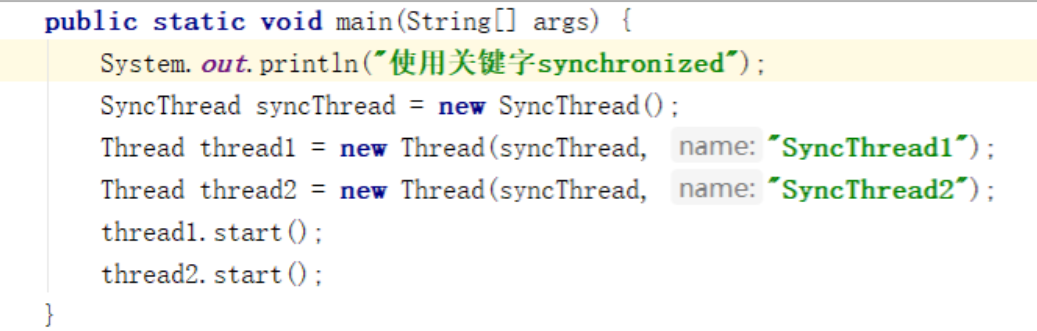 public static void main(String[] args) {
System.out.println("使用关键字synchronized");
SyncThread syncThread = new SyncThread();
Thread thread1 = new Thread(syncThread, name: "SyncThread1");
Thread thread2 = new Thread(syncThread, name: "SyncThread2");
thread1.start();
thread2.start();
}